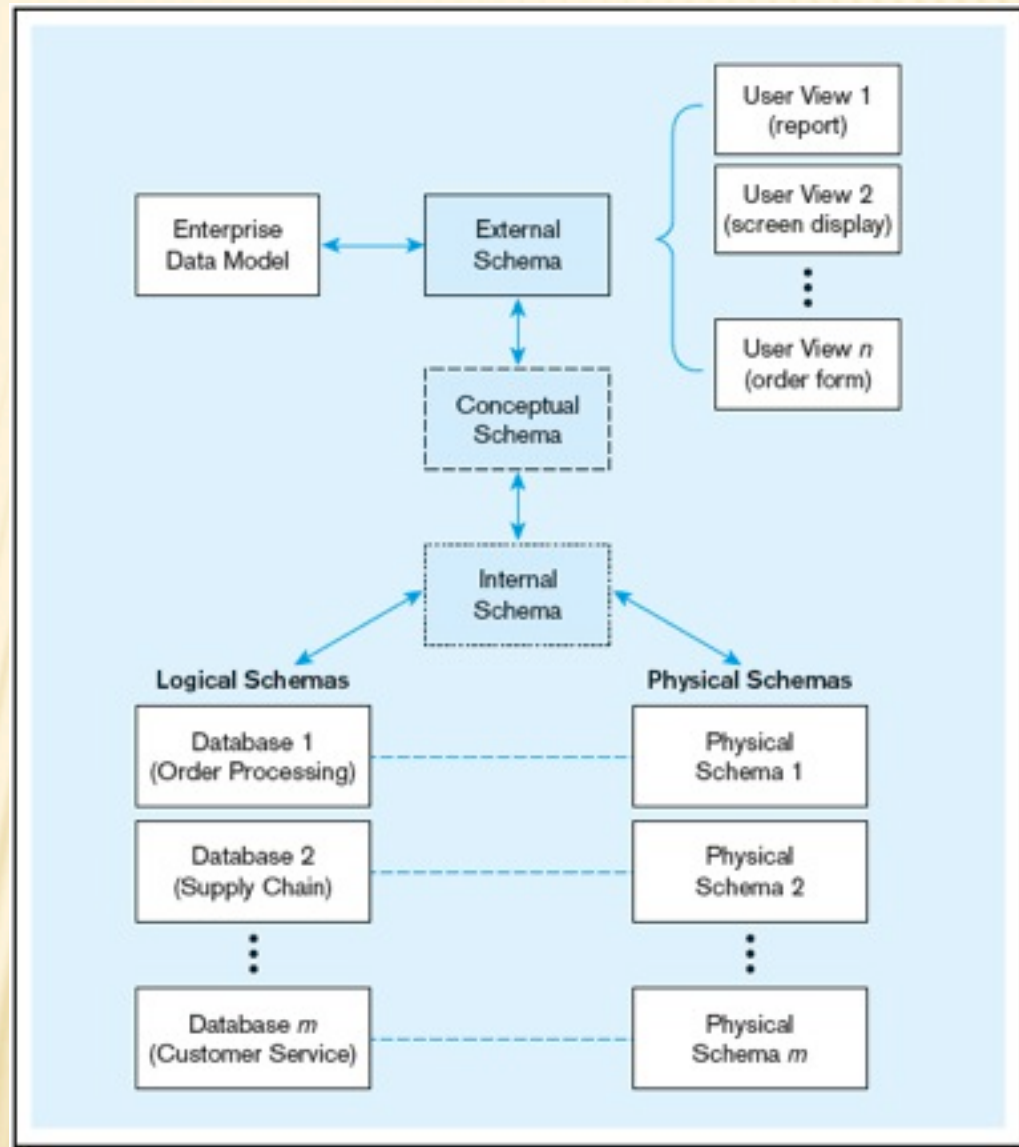 User View 1
(report)
User View 2
(screen display)
User View n
(order form)
Enterprise
Data Model
External
Schema
Conceptual
Schema
Internal
Schema
Logical Schemas
Physical Schemas
Database 1
(Order Processing)
Physical
Schema 1
Database 2
(Supply Chain)
Physical
Schema 2
Database m
(Customer Service)
Physical
Schema m